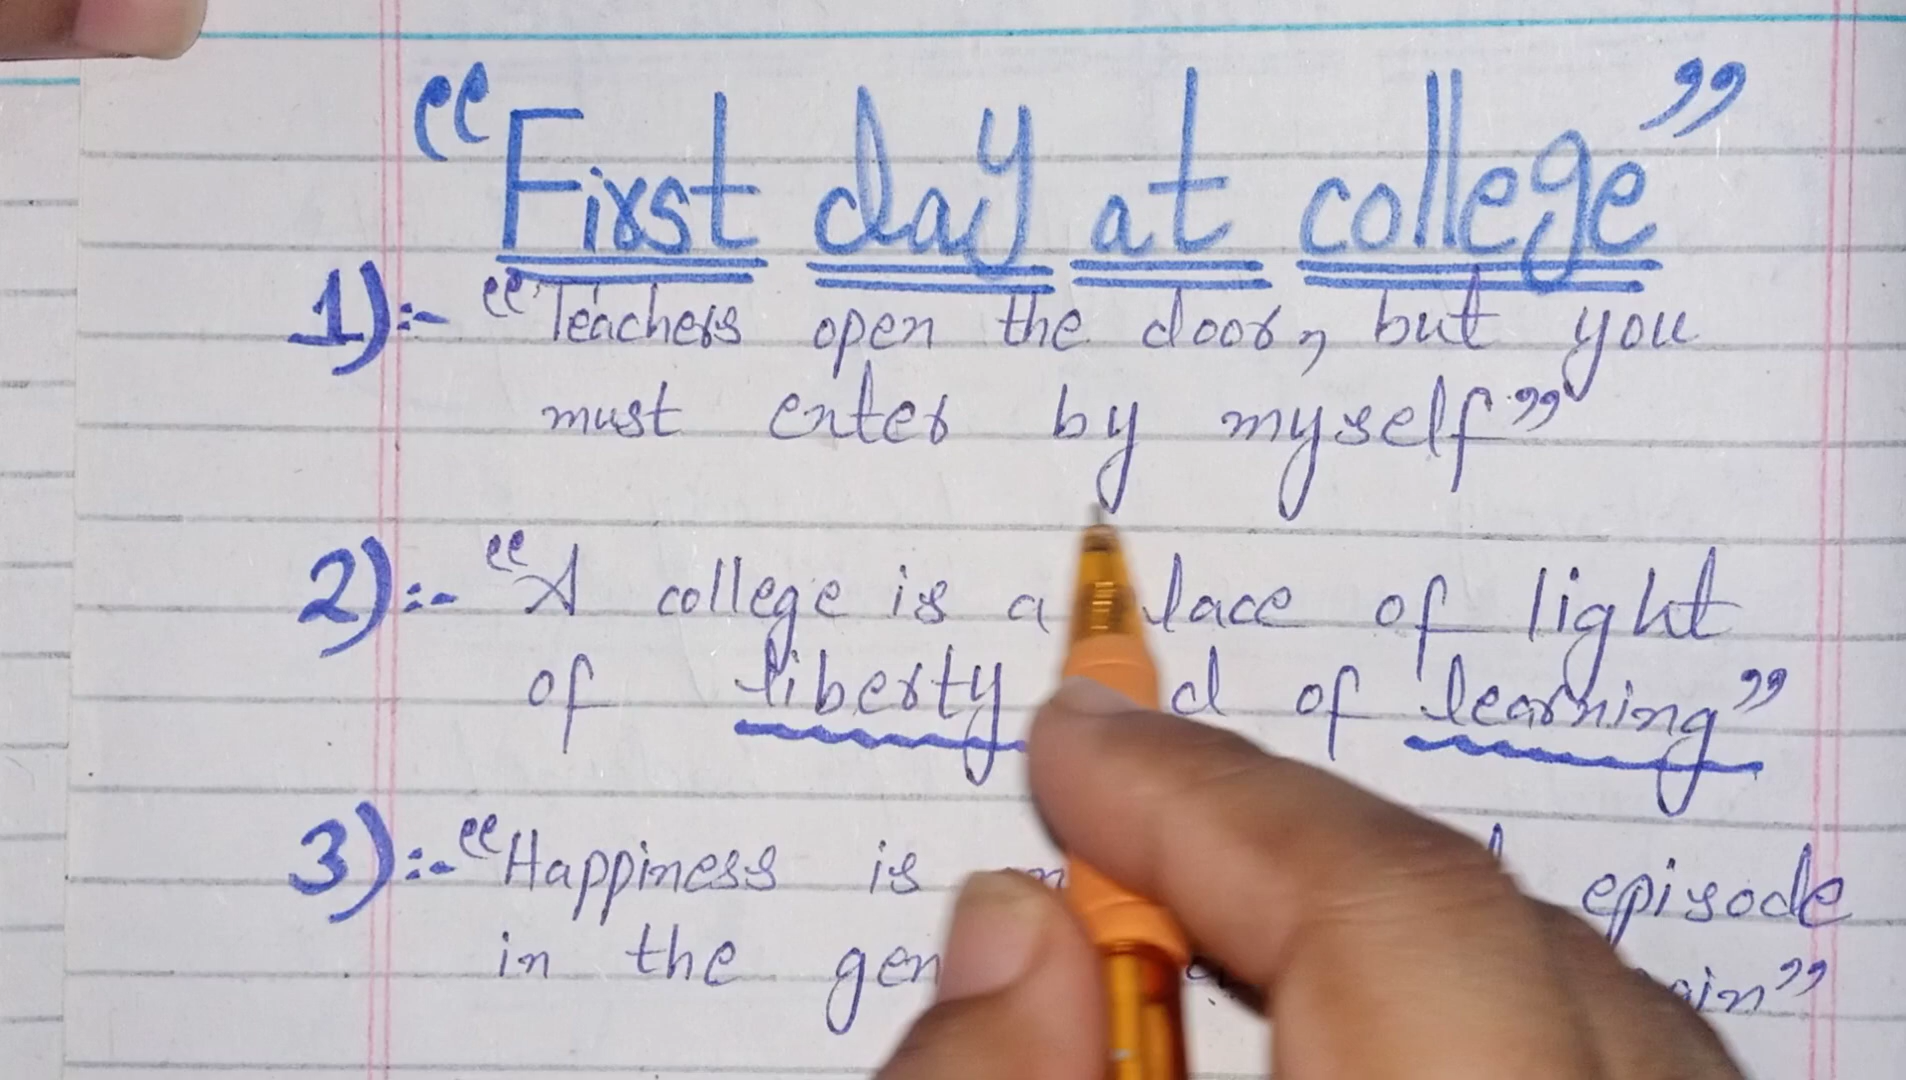 “First day at college”
1):- “Teachers open the door, but you
must enter by myself”
2):- “A college is a lace of light
of liberty d of learning”
3):- “Happiness is episode
in the gen